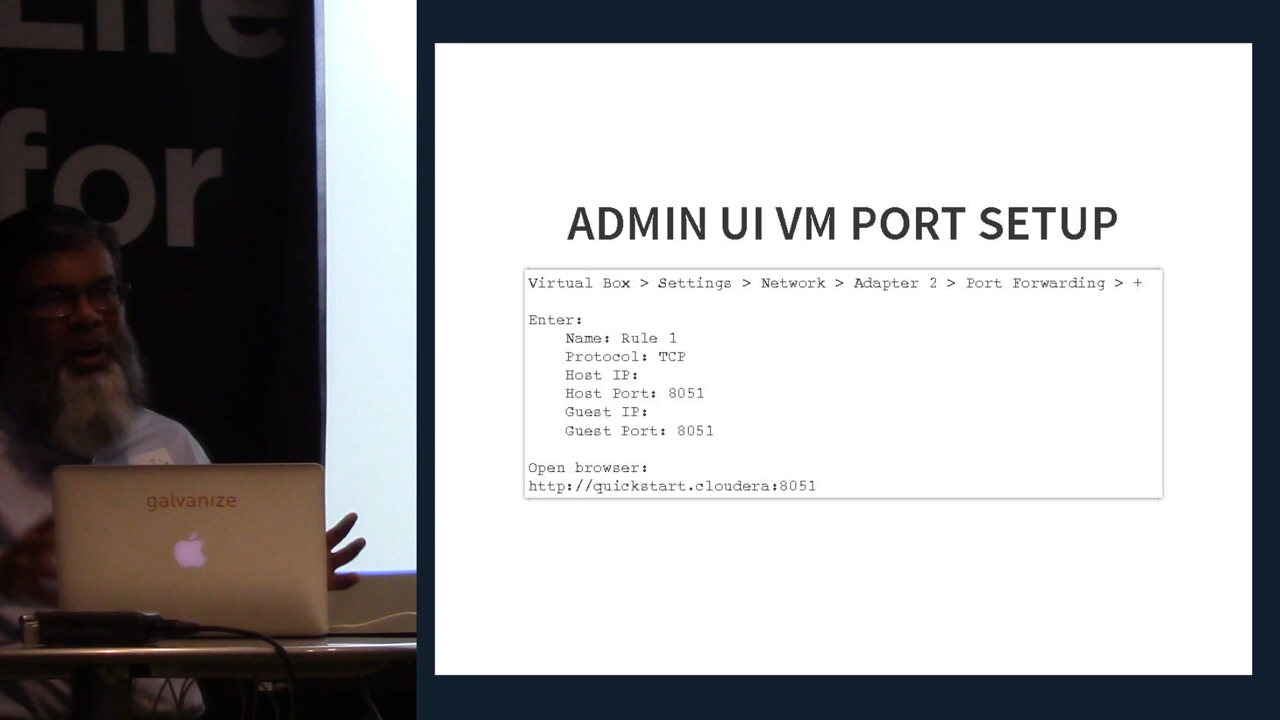 Life
for
galvanize
ADMIN UI VM PORT SETUP
Virtual Box > Settings > Network > Adapter 2 > Port Forwarding > +
Enter:
Name: Rule 1
Protocol: TCP
Host IP:
Host Port: 8051
Guest IP:
Guest Port: 8051
Open browser:
http://quickstart.cloudera:8051